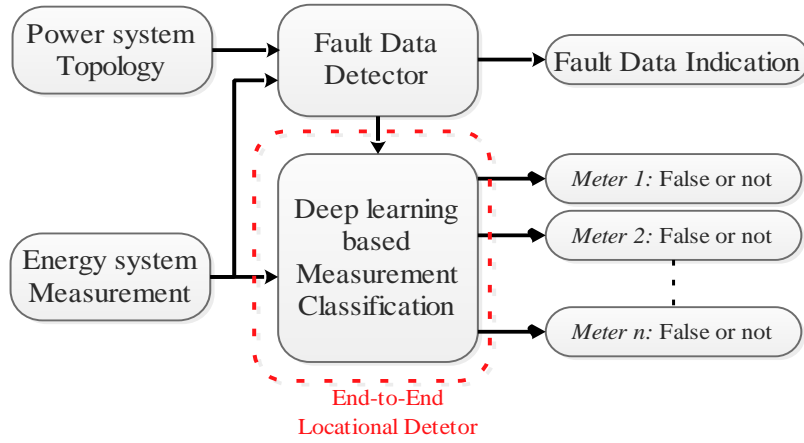 Power system
Topology
Fault Data
Detector
Fault Data Indication
Energy system
Measurement
Deep learning
based
Measurement
Classification
Meter 1: False or not
Meter 2: False or not
Meter n: False or not
End-to-End
Locational Detetor